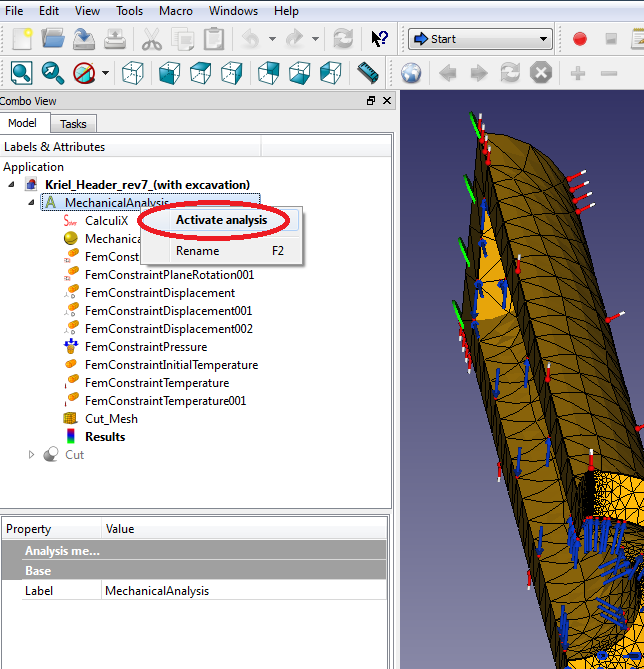 File Edit View Tools Macro Windows Help
Start
Combo View
Model Tasks
Labels & Attributes
Application
Kriel_Header_rev7_(with excavation)
MechanicalAnalysis
CalculiX
Activate analysis
Mechanica
Rename F2
FemConst
FemConstraintPlaneRotation001
FemConstraintDisplacement
FemConstraintDisplacement001
FemConstraintDisplacement002
FemConstraintPressure
FemConstraintInitialTemperature
FemConstraintTemperature
FemConstraintTemperature001
Cut_Mesh
Results
Cut
Property Value
Analysis me...
Base
Label MechanicalAnalysis